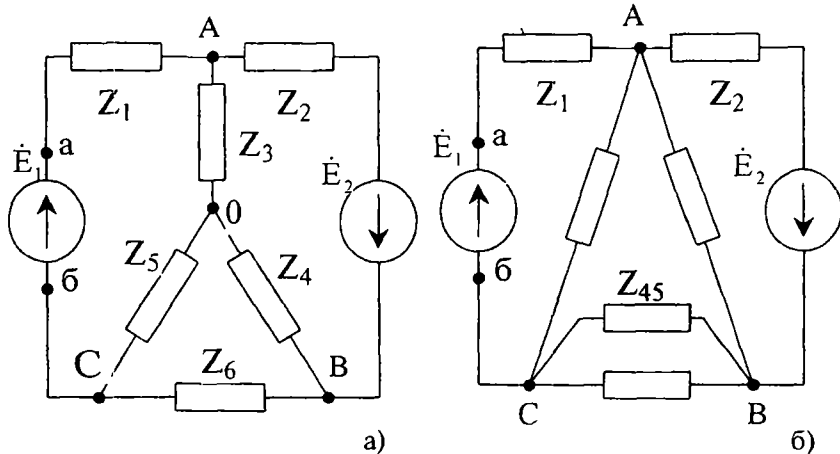 A
Z₁
Z₂
a
Z₃
Ė₁
Ė₂
0
б
Z₅
Z₄
C
Z₆
B
а)
A
Z₁
Z₂
a
Ė₁
Ė₂
б
Z₄₅
C
B
б)